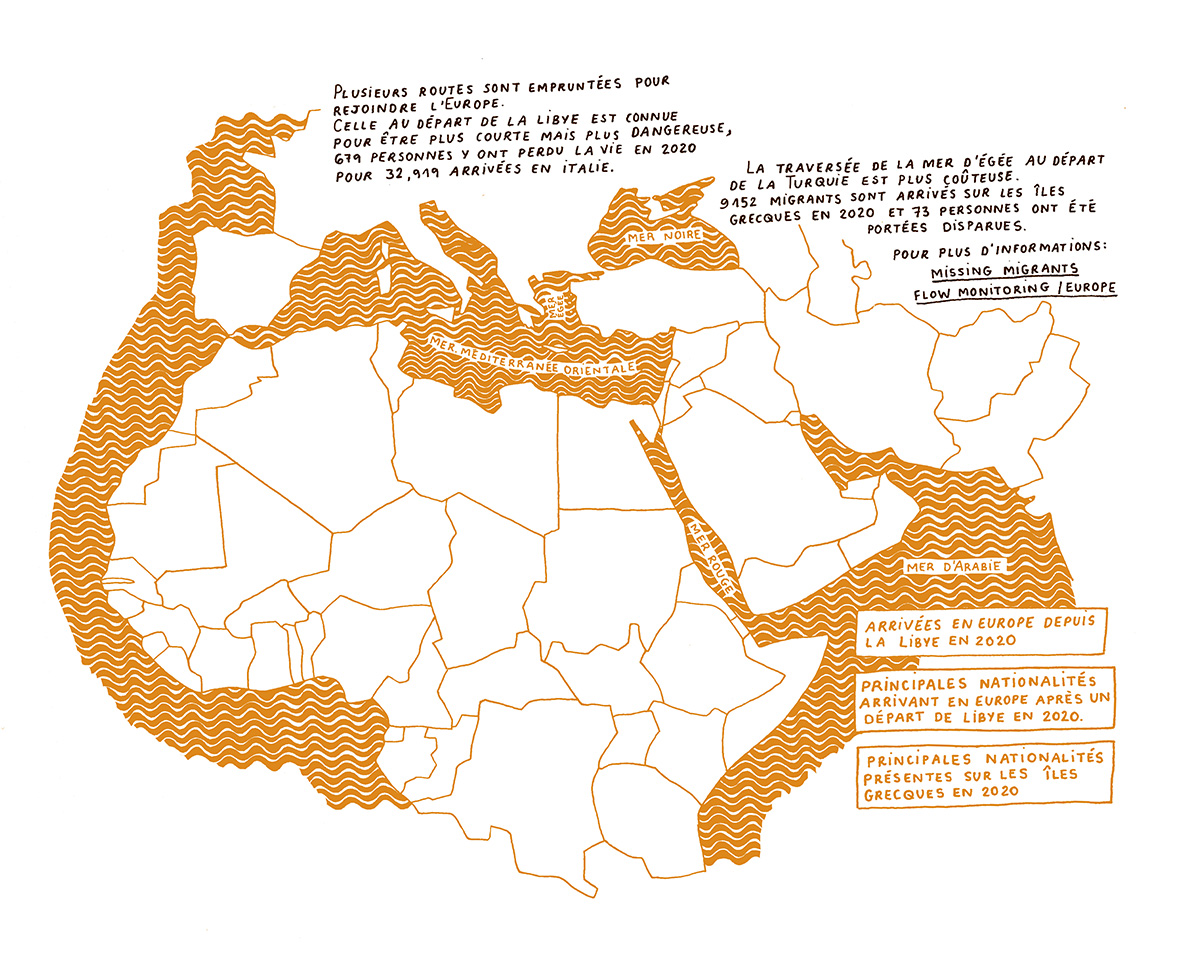 PLUSIEURS ROUTES SONT EMPRUNTÉES POUR
REJOINDRE L'EUROPE.
CELLE AU DÉPART DE LA LIBYE EST CONNUE
POUR ÊTRE PLUS COURTE MAIS PLUS DANGEREUSE,
679 PERSONNES Y ONT PERDU LA VIE EN 2020
POUR 32,919 ARRIVÉES EN ITALIE.
LA TRAVERSÉE DE LA MER D'ÉGÉE AU DÉPART
DE LA TURQUIE EST PLUS COÛTEUSE.
9152 MIGRANTS SONT ARRIVÉS SUR LES ÎLES
GRECQUES EN 2020 ET 73 PERSONNES ONT ÉTÉ
PORTÉES DISPARUES.
POUR PLUS D'INFORMATIONS:
MISSING MIGRANTS
FLOW MONITORING / EUROPE
MER NOIRE
MER
EGÉE
MER MEDITERRANÉE ORIENTALE
MER ROUGE
MER D'ARABIE
ARRIVÉES EN EUROPE DEPUIS
LA LIBYE EN 2020
PRINCIPALES NATIONALITÉS
ARRIVANT EN EUROPE APRÈS UN
DÉPART DE LIBYE EN 2020.
PRINCIPALES NATIONALITÉS
PRÉSENTES SUR LES ÎLES
GRECQUES EN 2020